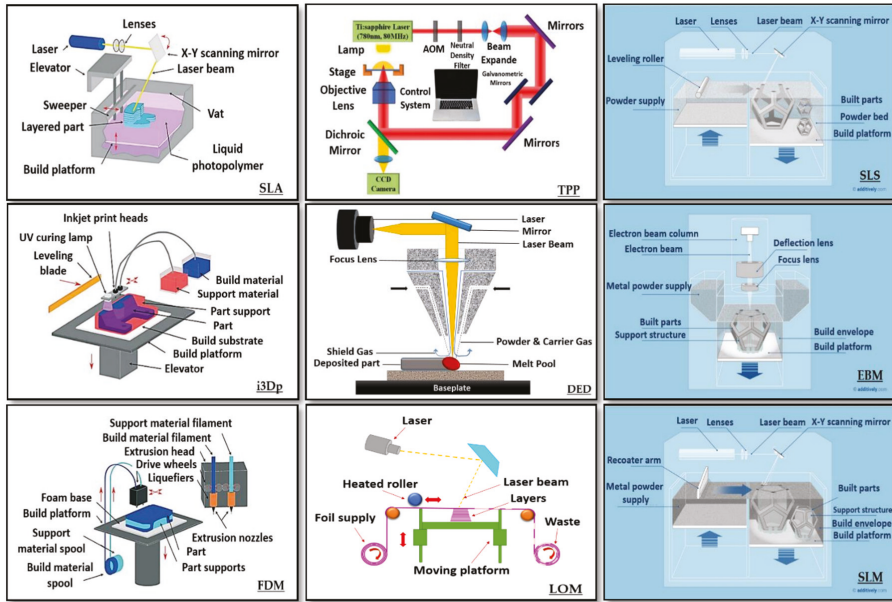 Lenses
Laser
X-Y scanning mirror
Elevator
Laser beam
Sweeper
Vat
Layered part
Liquid
photopolymer
Build platform
SLA
Ti:sapphire Laser
(780nm, 80MHz)
Mirrors
Lamp
AOM
Neutral
Density
Filter
Beam
Expande
Stage
Galvanometric
Mirrors
Objective
Lens
Control
System
Dichroic
Mirror
Mirrors
CCD
Camera
TPP
Laser
Lenses
Laser beam
X-Y scanning mirror
Leveling roller
Powder supply
Built parts
Powder bed
Build platform
SLS
© additively.com
Inkjet print heads
UV curing lamp
Leveling
blade
Build material
Support material
Part support
Part
Build substrate
Build platform
Elevator
i3Dp
Laser
Mirror
Laser Beam
Focus Lens
Powder & Carrier Gas
Shield Gas
Deposited part
Melt Pool
Baseplate
DED
Electron beam column
Electron beam
Deflection lens
Focus lens
Metal powder supply
Built parts
Support structure
Build envelope
Build platform
EBM
© additively.com
Support material filament
Build material filament
Extrusion head
Drive wheels
Liquefiers
Foam base
Build platform
Support
material spool
Extrusion nozzles
Part
Part supports
Build material
spool
FDM
Laser
Heated roller
Laser beam
Layers
Foil supply
Waste
Moving platform
LOM
Laser
Lenses
Laser beam
X-Y scanning mirror
Recoater arm
Metal powder
supply
Built parts
Support structure
Build envelope
Build platform
SLM
© additively.com